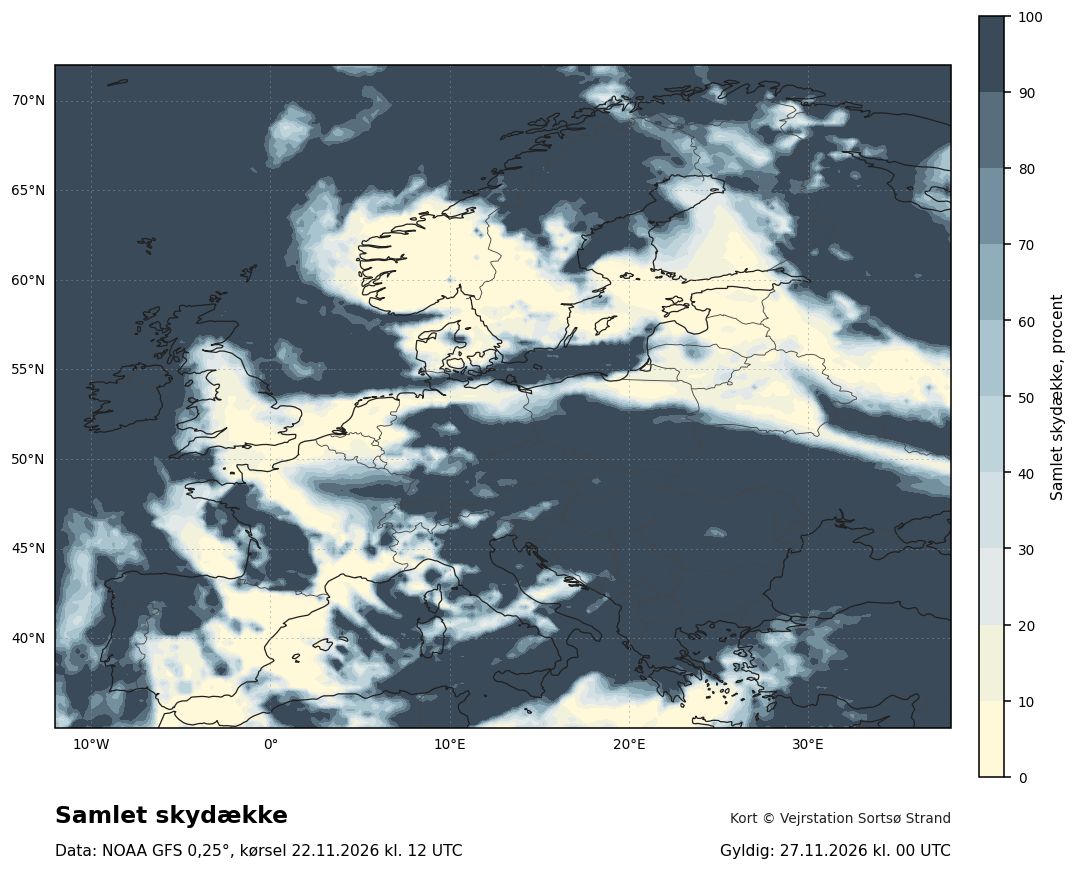 100
90
80
70
60
50
40
30
20
10
0
Samlet skydække, procent
70°N
65°N
60°N
55°N
50°N
45°N
40°N
10°W
0°
10°E
20°E
30°E
Samlet skydække
Kort © Vejrstation Sortsø Strand
Data: NOAA GFS 0,25°, kørsel 22.11.2026 kl. 12 UTC
Gyldig: 27.11.2026 kl. 00 UTC